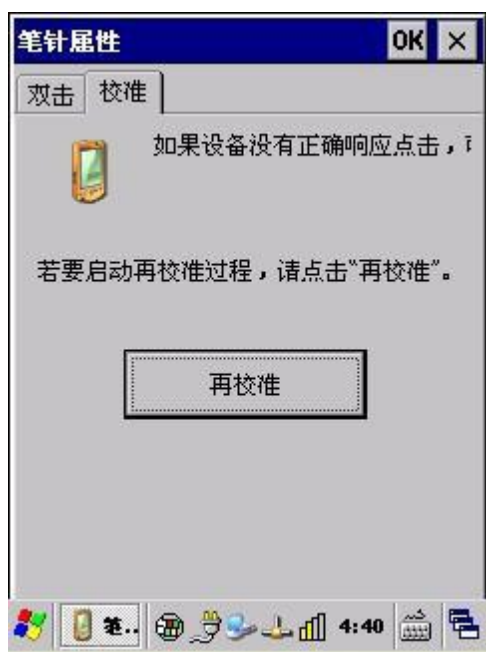 笔针属性 OK ×
双击 校准
如果设备没有正确响应点击，
若要启动再校准过程，请点击"再校准"。
再校准
笔.. 4:40